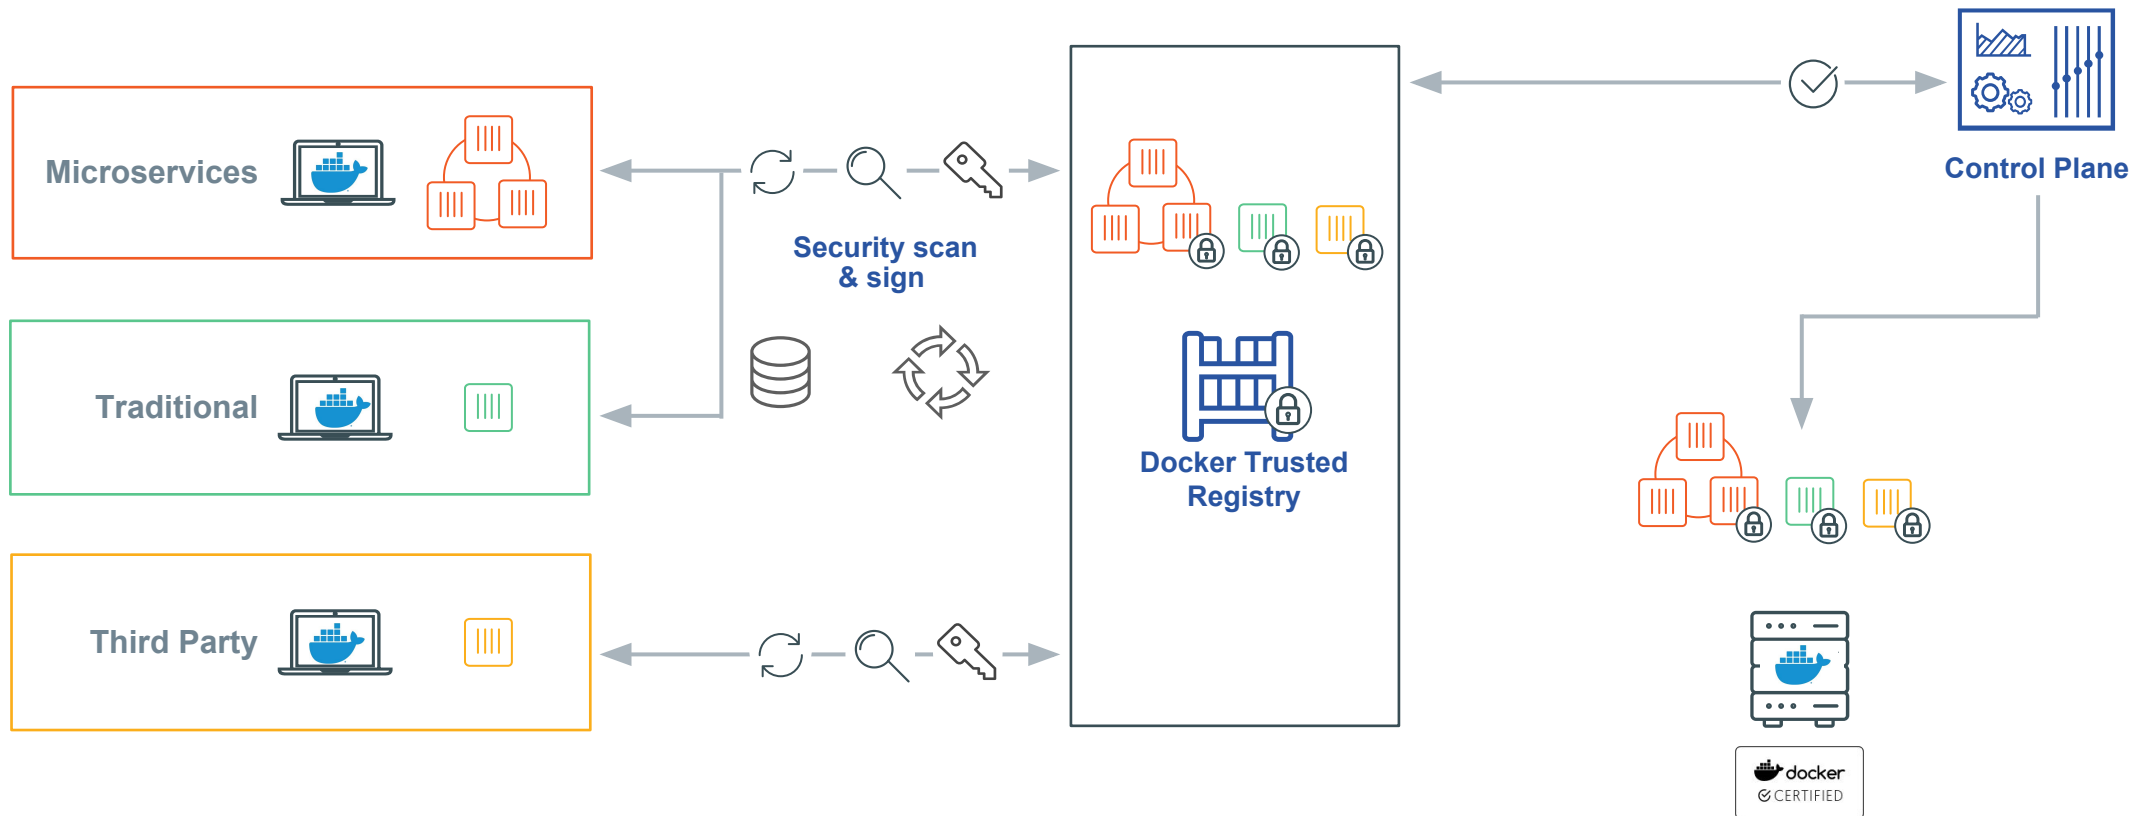 Microservices
Security scan
& sign
Traditional
Third Party
Docker Trusted
Registry
Control Plane
docker
CERTIFIED